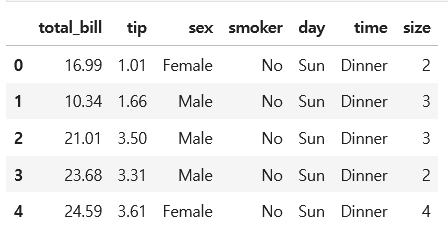 total_bill tip sex smoker day time size
0 16.99 1.01 Female No Sun Dinner 2
1 10.34 1.66 Male No Sun Dinner 3
2 21.01 3.50 Male No Sun Dinner 3
3 23.68 3.31 Male No Sun Dinner 2
4 24.59 3.61 Female No Sun Dinner 4